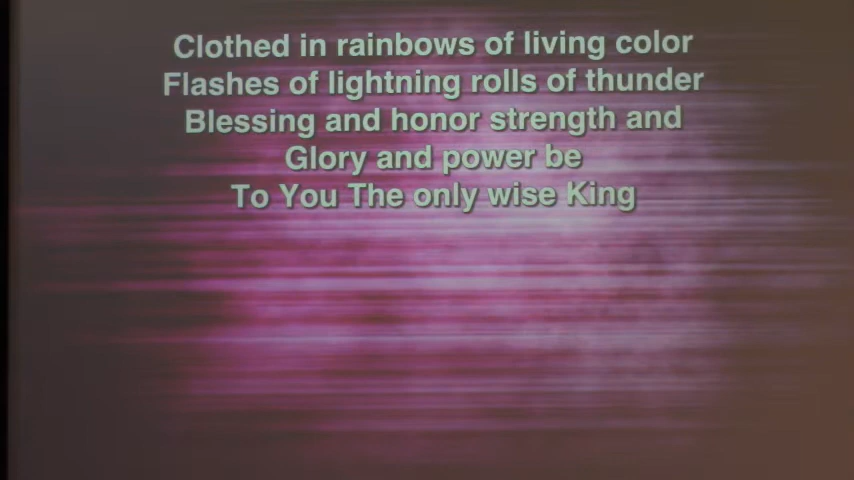 Clothed in rainbows of living color
Flashes of lightning rolls of thunder
Blessing and honor strength and
Glory and power be
To You The only wise King